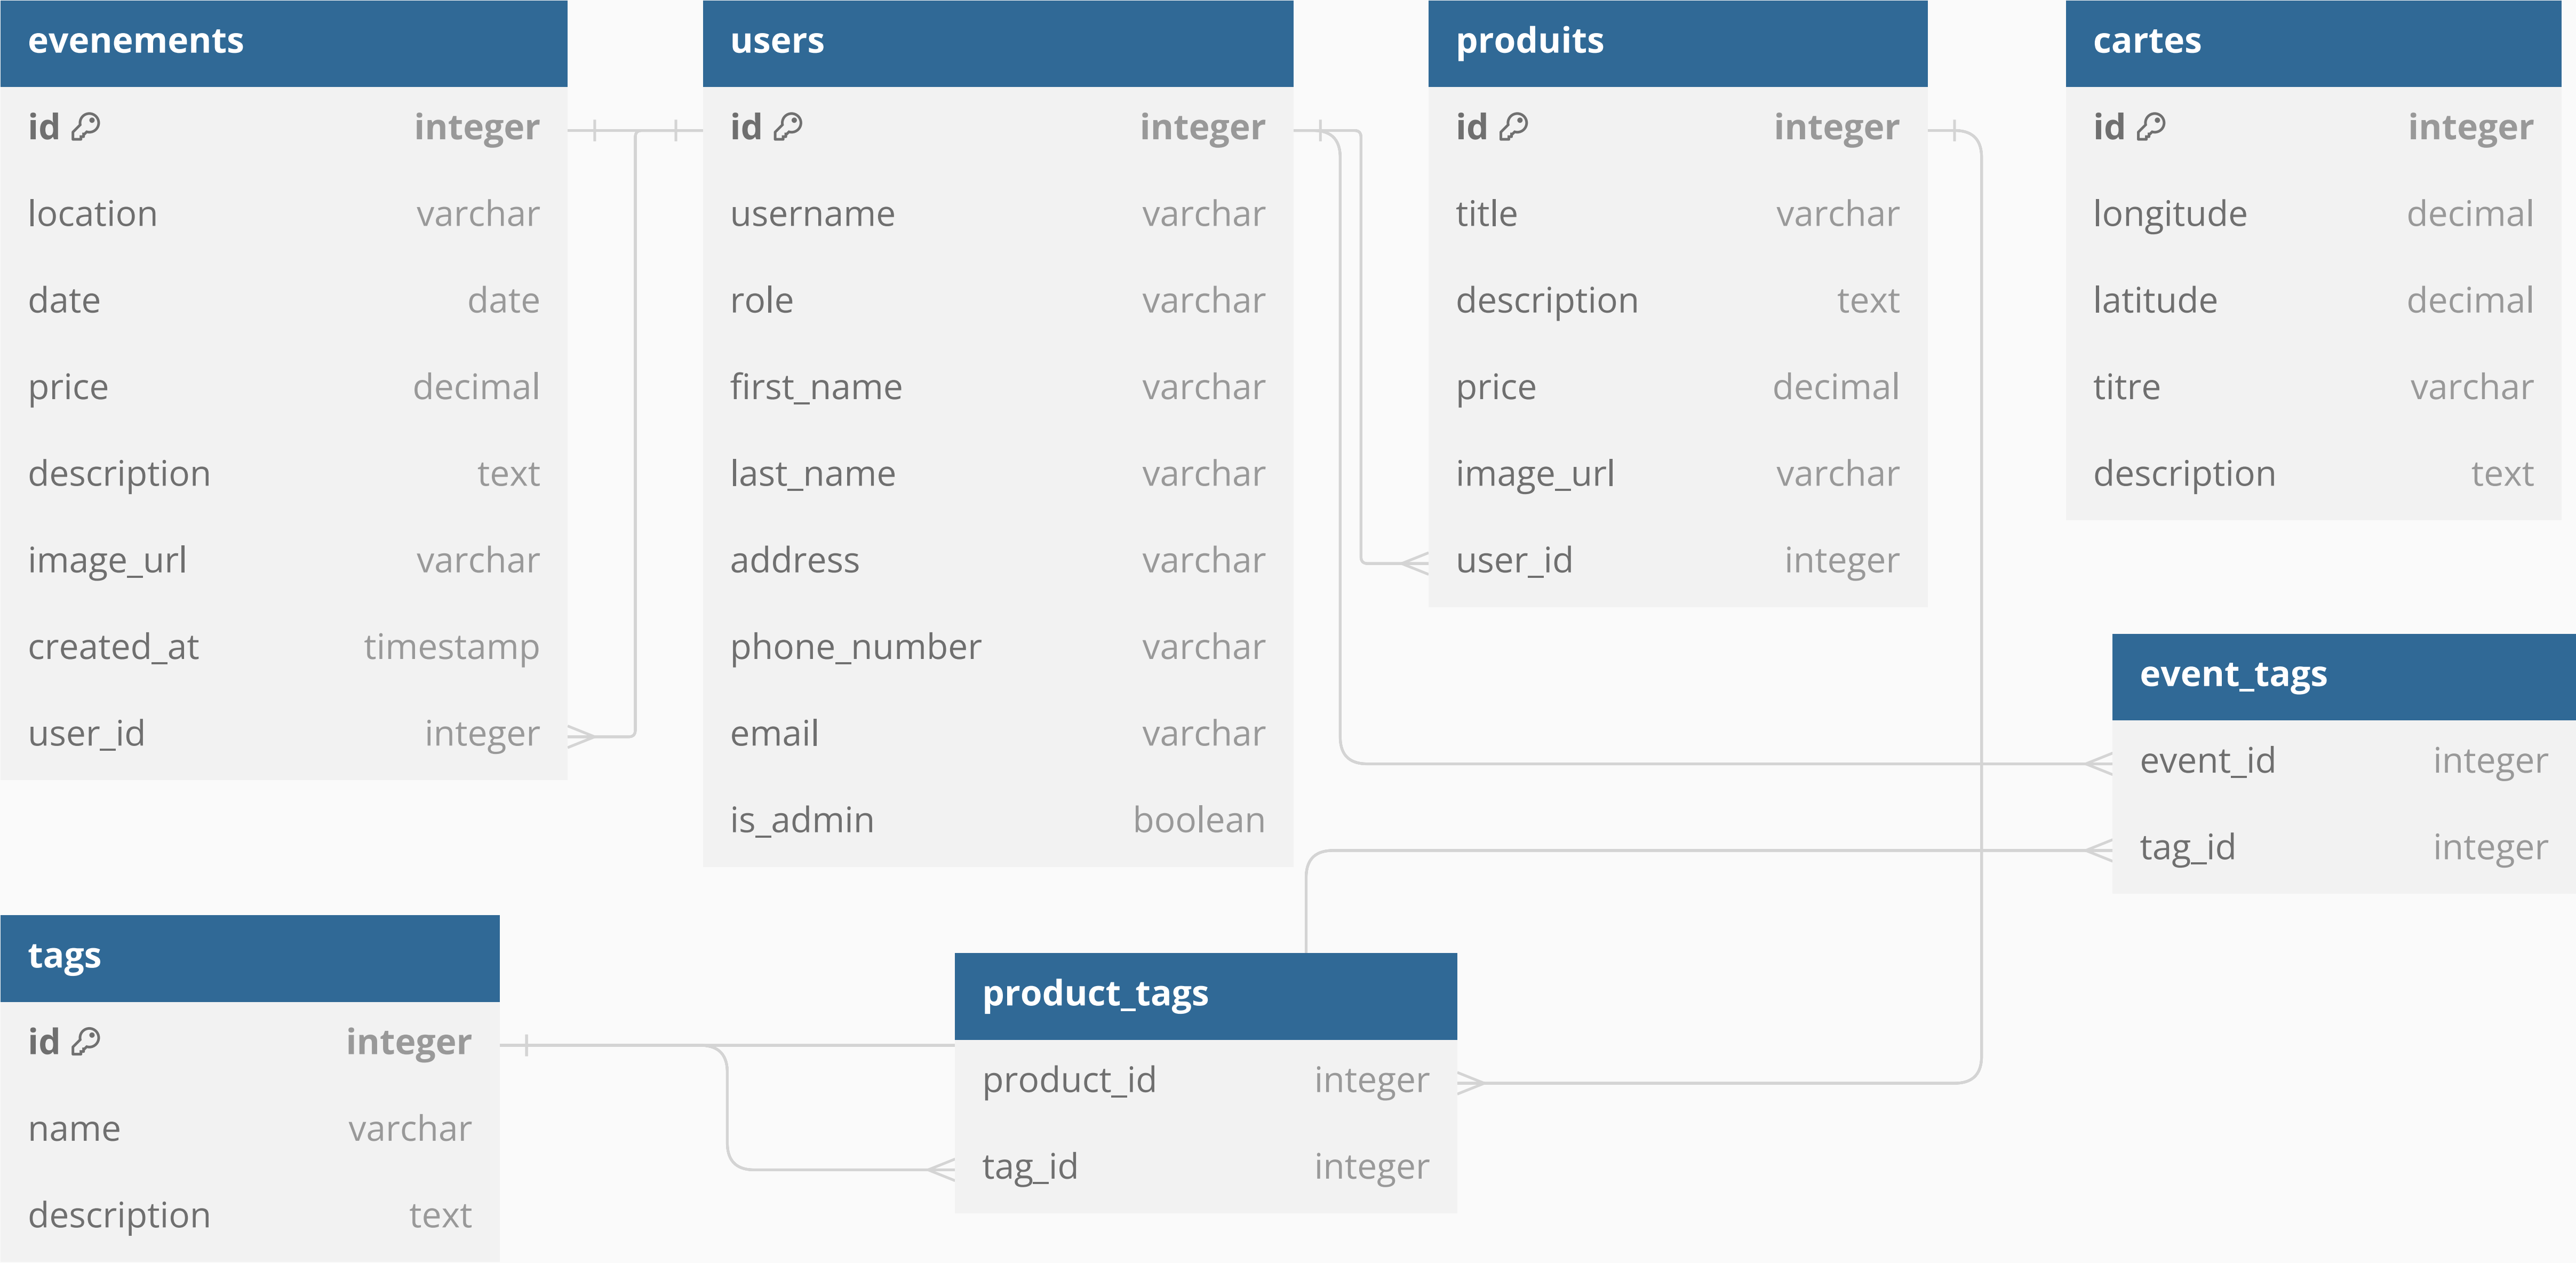 evenements
id integer
location varchar
date date
price decimal
description text
image_url varchar
created_at timestamp
user_id integer
users
id integer
username varchar
role varchar
first_name varchar
last_name varchar
address varchar
phone_number varchar
email varchar
is_admin boolean
produits
id integer
title varchar
description text
price decimal
image_url varchar
user_id integer
cartes
id integer
longitude decimal
latitude decimal
titre varchar
description text
event_tags
event_id integer
tag_id integer
tags
id integer
name varchar
description text
product_tags
product_id integer
tag_id integer